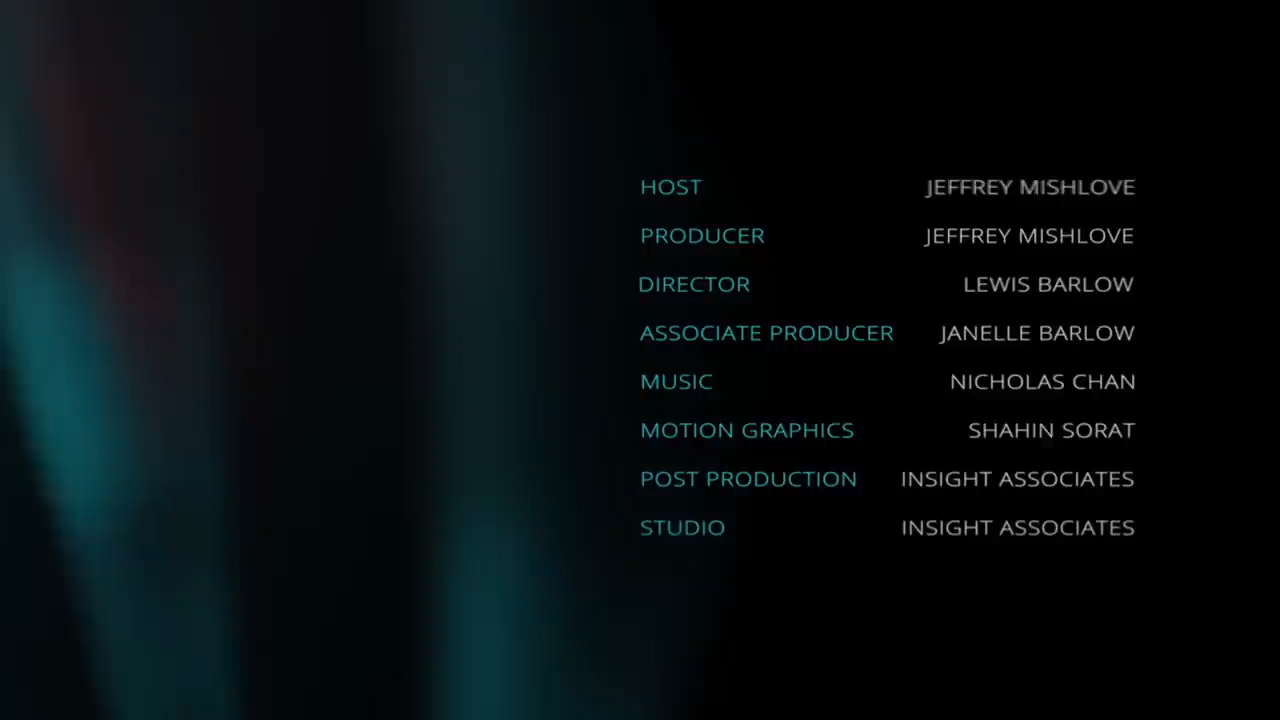 HOST JEFFREY MISHLOVE
PRODUCER JEFFREY MISHLOVE
DIRECTOR LEWIS BARLOW
ASSOCIATE PRODUCER JANELLE BARLOW
MUSIC NICHOLAS CHAN
MOTION GRAPHICS SHAHIN SORAT
POST PRODUCTION INSIGHT ASSOCIATES
STUDIO INSIGHT ASSOCIATES